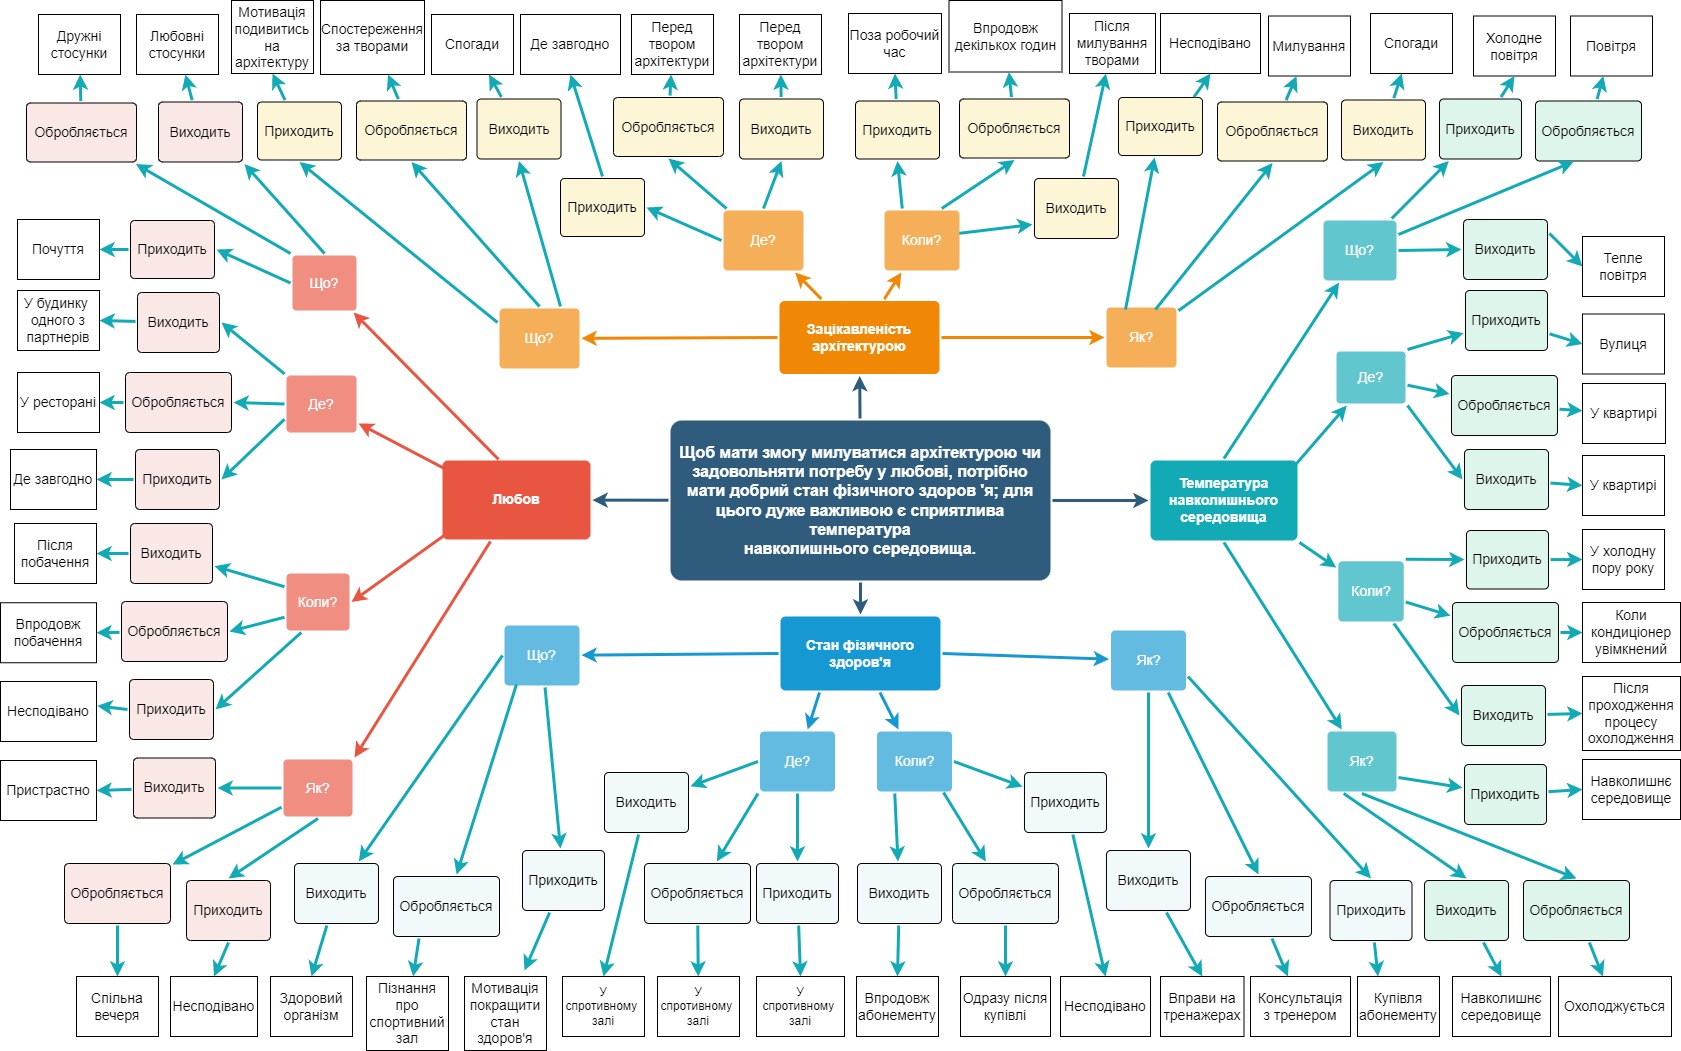 Дружні
стосунки
Любовні
стосунки
Мотивація
подивитись
на
архітектуру
Спостереження
за творами
Спогади
Де завгодно
Перед
твором
архітектури
Перед
твором
архітектури
Поза робочий
час
Впродовж
декількох годин
Після
милування
творами
Несподівано
Милування
Спогади
Холодне
повітря
Повітря
Обробляється
Виходить
Приходить
Обробляється
Виходить
Приходить
Обробляється
Виходить
Приходить
Обробляється
Виходить
Приходить
Обробляється
Виходить
Приходить
Обробляється
Де?
Коли?
Що?
Як?
Зацікавленість
архітектурою
Почуття
Приходить
Що?
У будинку
одного з
партнерів
Виходить
У ресторані
Обробляється
Де?
Де завгодно
Приходить
Любов
Після
побачення
Виходить
Коли?
Впродовж
побачення
Обробляється
Несподівано
Приходить
Пристрастно
Виходить
Як?
Обробляється
Приходить
Спільна
вечеря
Несподівано
Щоб мати змогу милуватися архітектурою чи
задовольняти потребу у любові, потрібно
мати добрий стан фізичного здоров 'я; для
цього дуже важливою є сприятлива
температура
навколишнього середовища.
Що?
Виходить
Тепле
повітря
Приходить
Вулиця
Де?
Обробляється
У квартирі
Виходить
У квартирі
Температура
навколишнього
середовища
Приходить
У холодну
пору року
Коли?
Обробляється
Коли
кондиціонер
увімкнений
Виходить
Після
проходження
процесу
охолодження
Як?
Приходить
Навколишнє
середовище
Виходить
Обробляється
Навколишнє
середовище
Охолоджується
Стан фізичного
здоров'я
Що?
Як?
Де?
Коли?
Виходить
Приходить
Виходить
Обробляється
Приходить
Обробляється
Приходить
Виходить
Обробляється
Виходить
Обробляється
Приходить
Здоровий
організм
Пізнання
про
спортивний
зал
Мотивація
покращити
стан
здоров'я
У
спротивному
залі
У
спротивному
залі
У
спротивному
залі
Впродовж
абонементу
Одразу після
купівлі
Несподівано
Вправи на
тренажерах
Консультація
з тренером
Купівля
абонементу